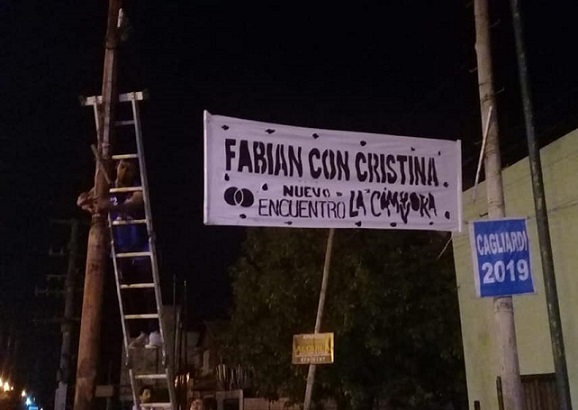 FABIAN CON CRISTINA
NUEVO
ENCUENTRO LA CÁMPORA
CAGLIARDI
2019